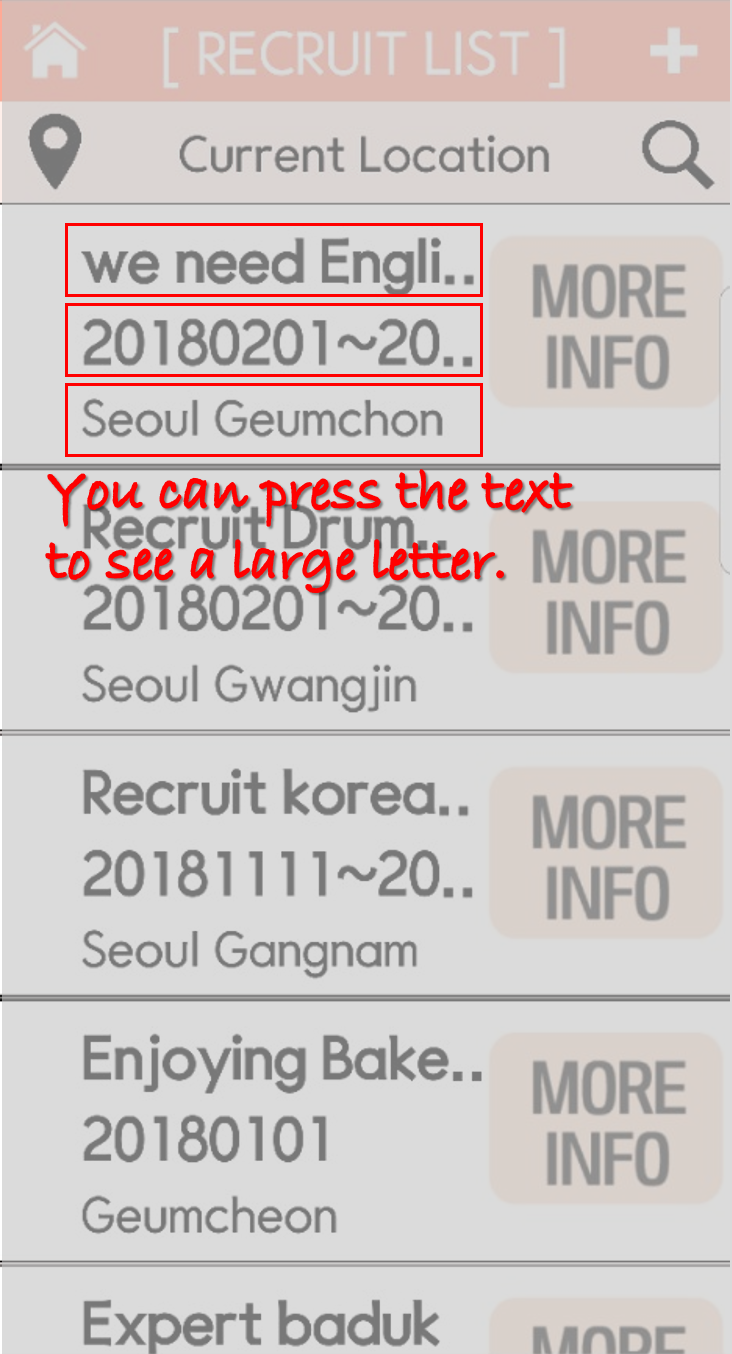 [ RECRUIT LIST ]
Current Location
we need Engli..
20180201~20..
Seoul Geumchon
MORE
INFO
You can press the text
to see a large letter.
Recruit Drum..
20180201~20..
Seoul Gwangjin
MORE
INFO
Recruit korea..
20181111~20..
Seoul Gangnam
MORE
INFO
Enjoying Bake..
20180101
Geumcheon
MORE
INFO
Expert baduk
MORE